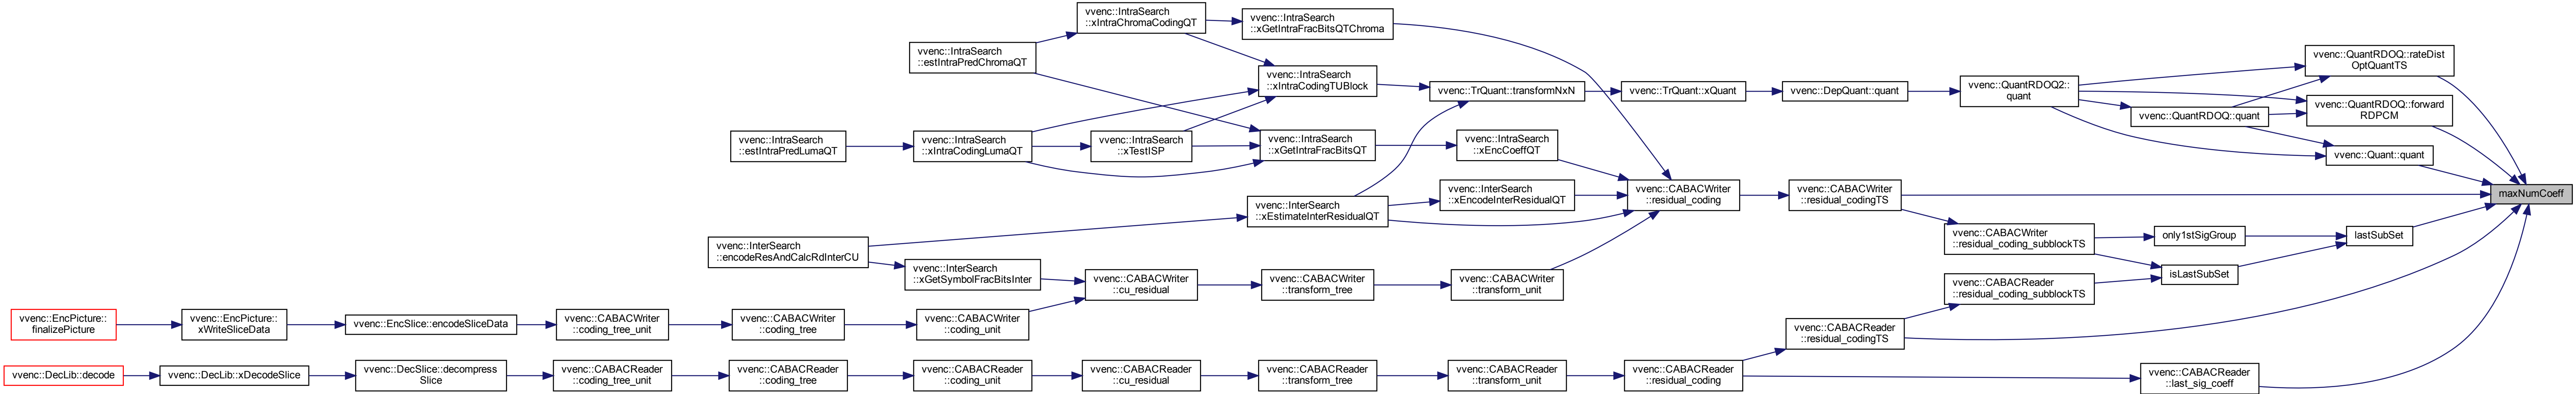 vvenc::IntraSearch
::xIntraChromaCodingQT
vvenc::IntraSearch
::xGetIntraFracBitsQTChroma
vvenc::IntraSearch
::estIntraPredChromaQT
vvenc::IntraSearch
::xIntraCodingTUBlock
vvenc::TrQuant::transformNxN
vvenc::TrQuant::xQuant
vvenc::DepQuant::quant
vvenc::QuantRDOQ2::
quant
vvenc::QuantRDOQ::rateDist
OptQuantTS
vvenc::QuantRDOQ::forward
RDPCM
vvenc::QuantRDOQ::quant
vvenc::Quant::quant
vvenc::IntraSearch
::estIntraPredLumaQT
vvenc::IntraSearch
::xIntraCodingLumaQT
vvenc::IntraSearch
::xTestISP
vvenc::IntraSearch
::xGetIntraFracBitsQT
vvenc::IntraSearch
::xEncCoeffQT
vvenc::InterSearch
::xEncodeInterResidualQT
vvenc::InterSearch
::xEstimateInterResidualQT
vvenc::CABACWriter
::residual_coding
vvenc::CABACWriter
::residual_codingTS
maxNumCoeff
vvenc::CABACWriter
::residual_coding_subblockTS
only1stSigGroup
lastSubSet
isLastSubSet
vvenc::InterSearch
::encodeResAndCalcRdInterCU
vvenc::InterSearch
::xGetSymbolFracBitsInter
vvenc::CABACWriter
::cu_residual
vvenc::CABACWriter
::transform_tree
vvenc::CABACWriter
::transform_unit
vvenc::CABACReader
::residual_coding_subblockTS
vvenc::EncPicture::
finalizePicture
vvenc::EncPicture::
xWriteSliceData
vvenc::EncSlice::encodeSliceData
vvenc::CABACWriter
::coding_tree_unit
vvenc::CABACWriter
::coding_tree
vvenc::CABACWriter
::coding_unit
vvenc::CABACReader
::residual_codingTS
vvenc::DecLib::decode
vvenc::DecLib::xDecodeSlice
vvenc::DecSlice::decompress
Slice
vvenc::CABACReader
::coding_tree_unit
vvenc::CABACReader
::coding_tree
vvenc::CABACReader
::coding_unit
vvenc::CABACReader
::cu_residual
vvenc::CABACReader
::transform_tree
vvenc::CABACReader
::transform_unit
vvenc::CABACReader
::residual_coding
vvenc::CABACReader
::last_sig_coeff